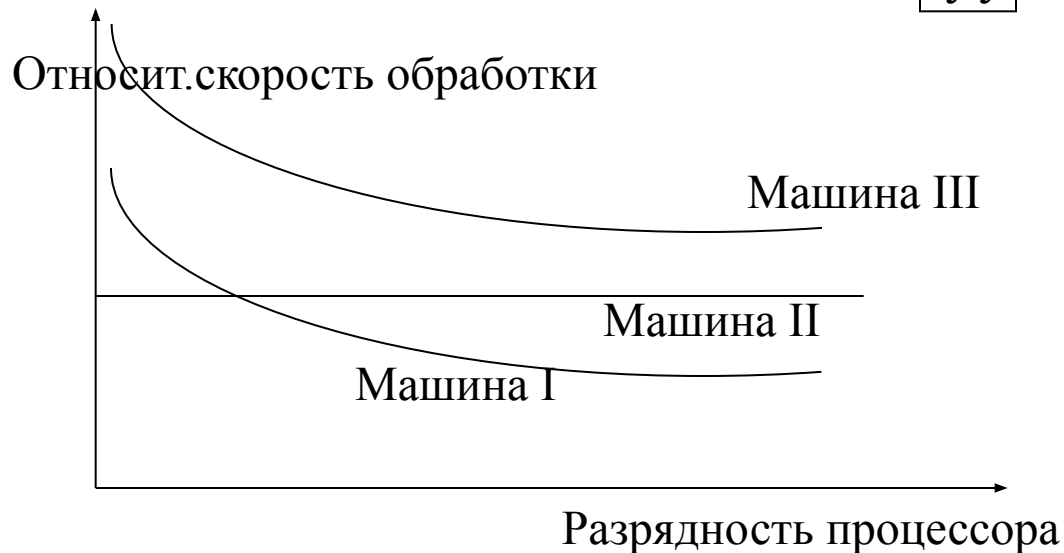 Относит.скорость обработки
Машина III
Машина II
Машина I
Разрядность процессора